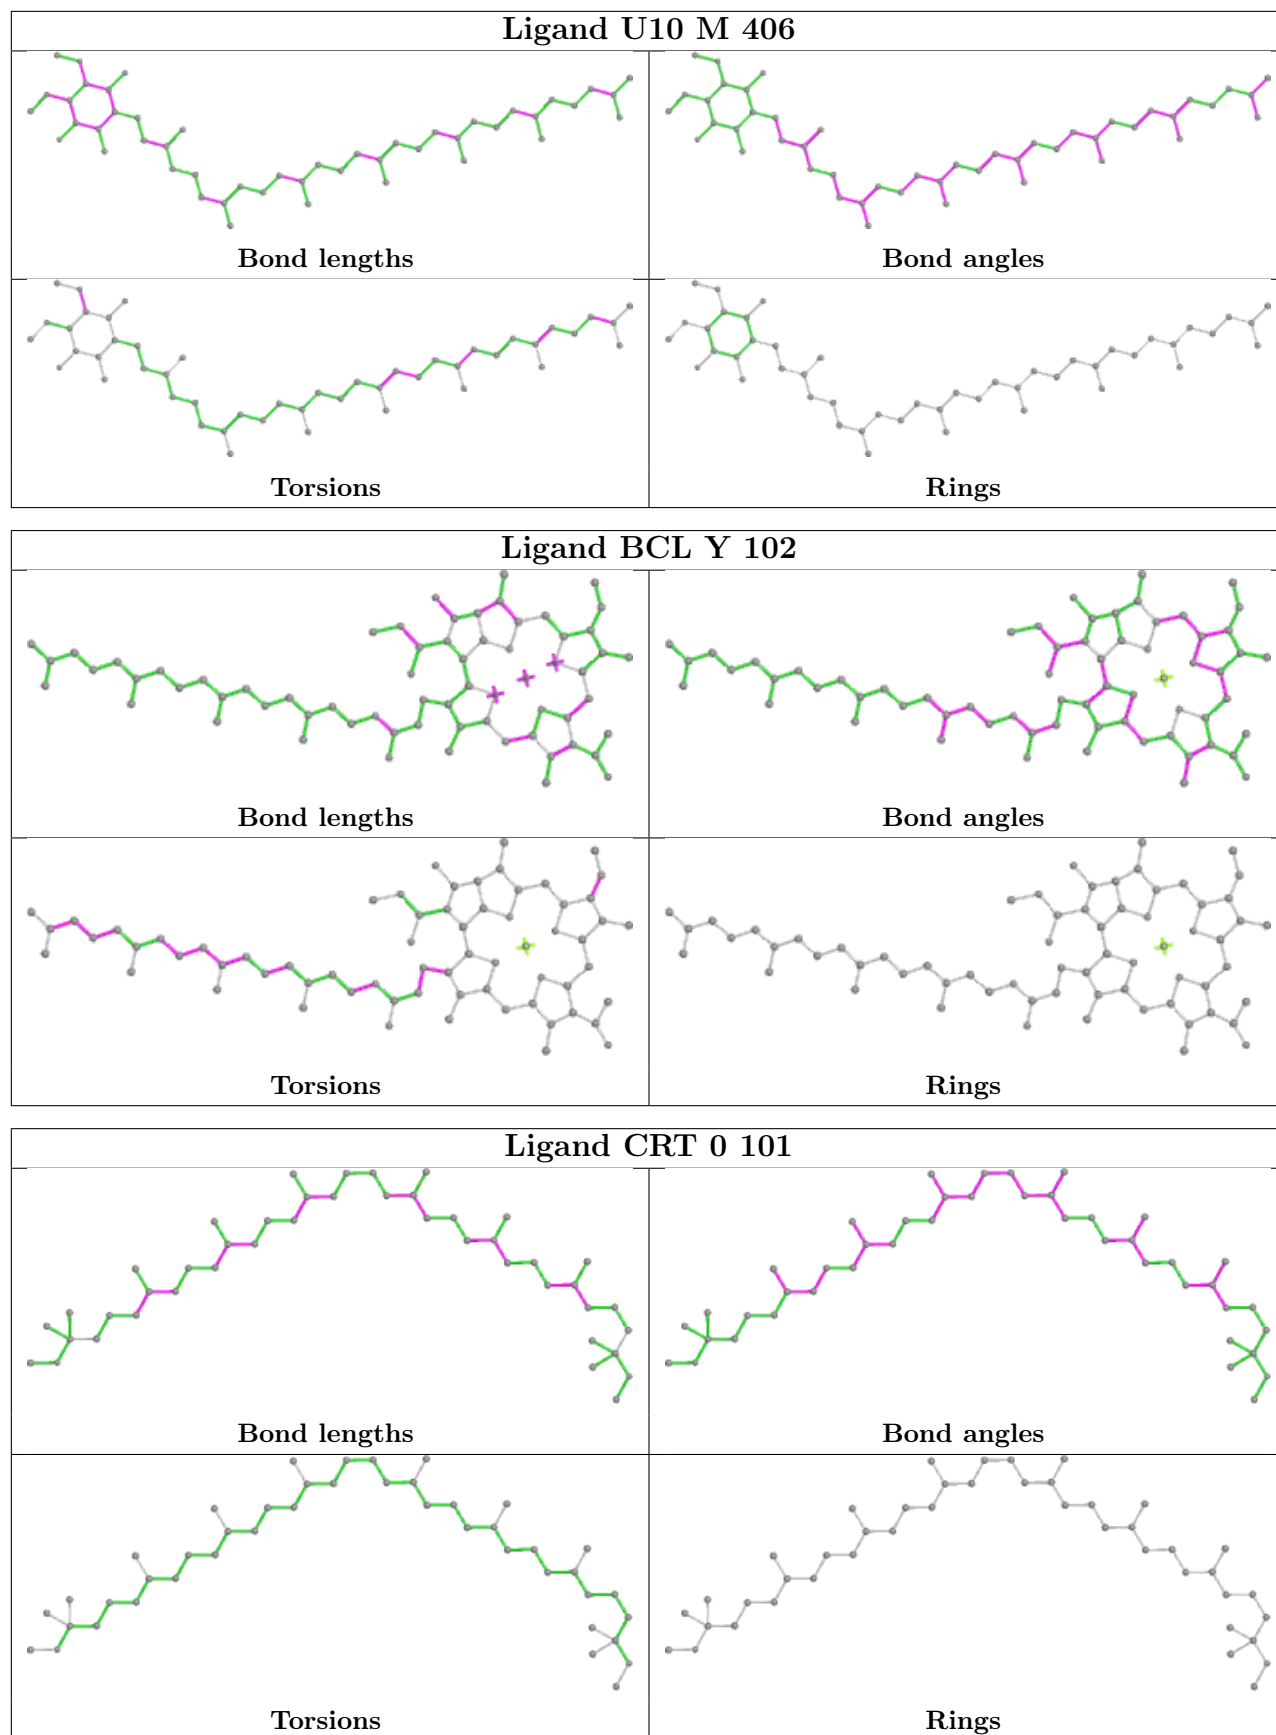 Ligand U10 M 406
Bond lengths
Bond angles
Torsions
Rings
Ligand BCL Y 102
Bond lengths
Bond angles
Torsions
Rings
Ligand CRT 0 101
Bond lengths
Bond angles
Torsions
Rings